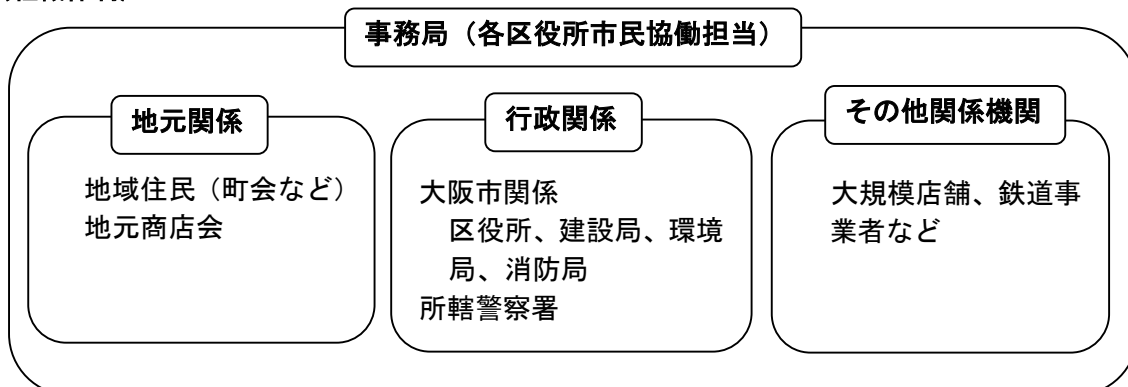 事務局（各区役所市民協働担当）
地元関係
地域住民（町会など）
地元商店会
行政関係
大阪市関係
区役所、建設局、環境
局、消防局
所轄警察署
その他関係機関
大規模店舗、鉄道事
業者など